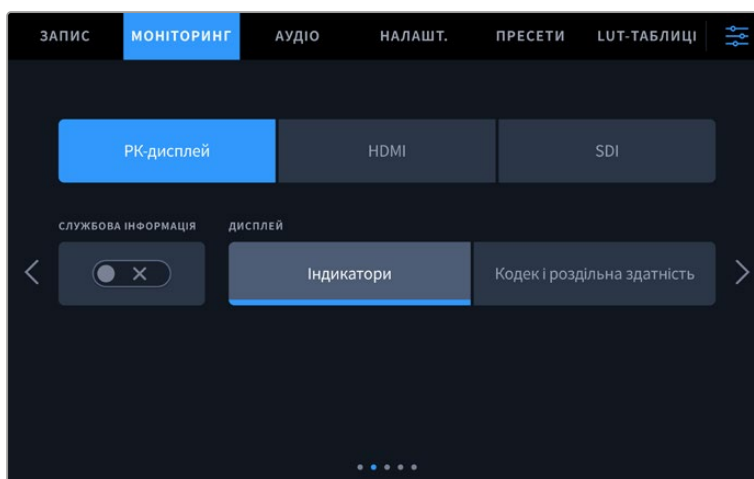 ЗАПИС МОНІТОРИНГ АУДІО НАЛАШТ. ПРЕСЕТИ LUT-ТАБЛИЦІ
РК-дисплей HDMI SDI
СЛУЖБОВА ІНФОРМАЦІЯ ДИСПЛЕЙ
Індикатори Кодек і роздільна здатність